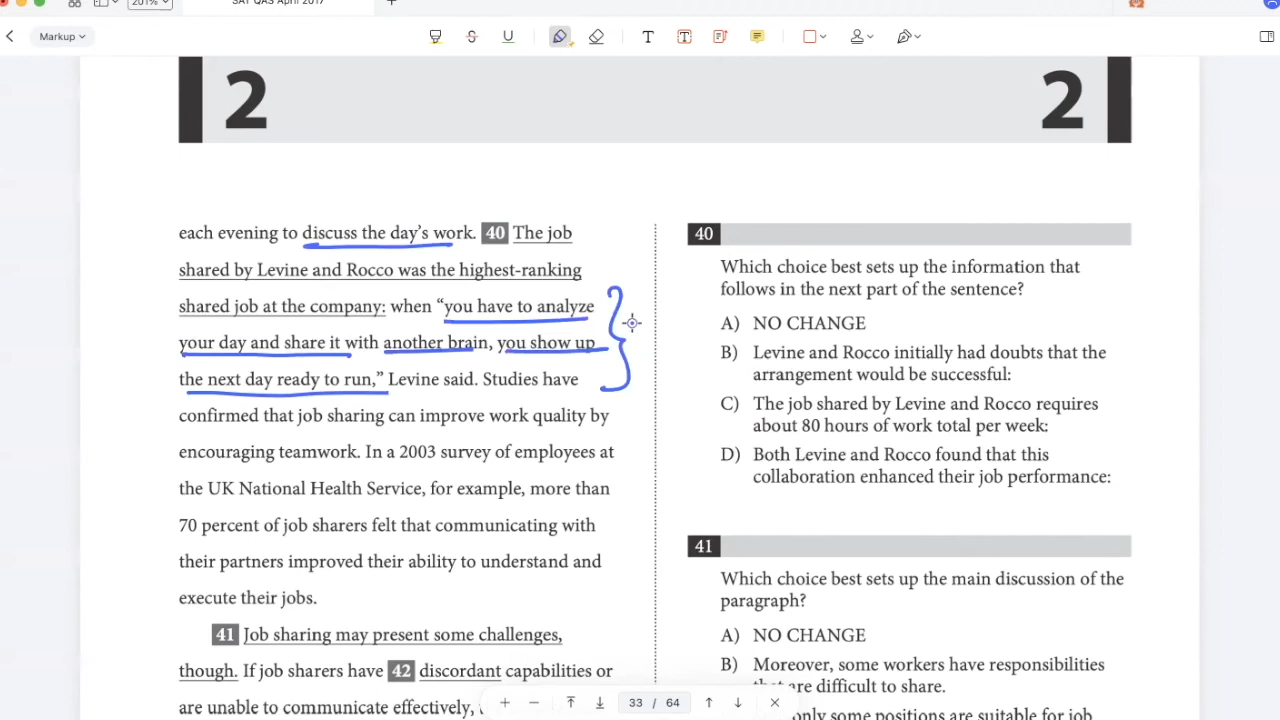 201%
SAT QAS April 2017
Markup
2
2
each evening to discuss the day's work. 40 The job
shared by Levine and Rocco was the highest-ranking
shared job at the company: when “you have to analyze
your day and share it with another brain, you show up
the next day ready to run,” Levine said. Studies have
confirmed that job sharing can improve work quality by
encouraging teamwork. In a 2003 survey of employees at
the UK National Health Service, for example, more than
70 percent of job sharers felt that communicating with
their partners improved their ability to understand and
execute their jobs.
41 Job sharing may present some challenges,
though. If job sharers have 42 discordant capabilities or
are unable to communicate effectively,
40
Which choice best sets up the information that
follows in the next part of the sentence?
A) NO CHANGE
B) Levine and Rocco initially had doubts that the
arrangement would be successful:
C) The job shared by Levine and Rocco requires
about 80 hours of work total per week:
D) Both Levine and Rocco found that this
collaboration enhanced their job performance:
41
Which choice best sets up the main discussion of the
paragraph?
A) NO CHANGE
B) Moreover, some workers have responsibilities
that are difficult to share.
only some positions are suitable for job
33 / 64